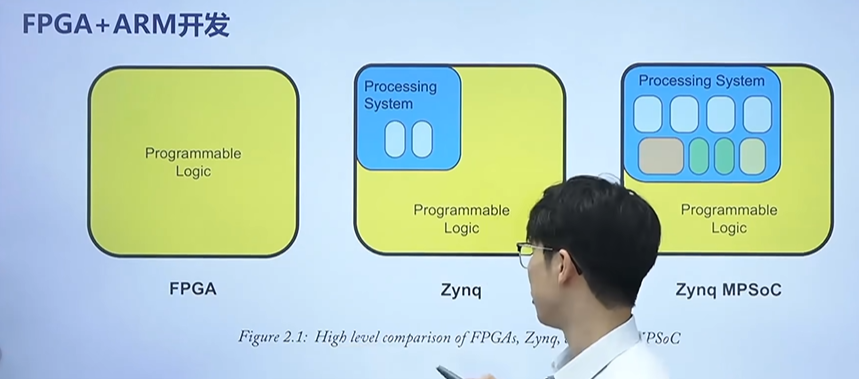 FPGA+ARM开发
Programmable
Logic
FPGA
Processing
System
Programmable
Logic
Zynq
Processing System
Programmable
Logic
Zynq MPSoC
Figure 2.1: High level comparison of FPGAs, Zynq, MPSoC